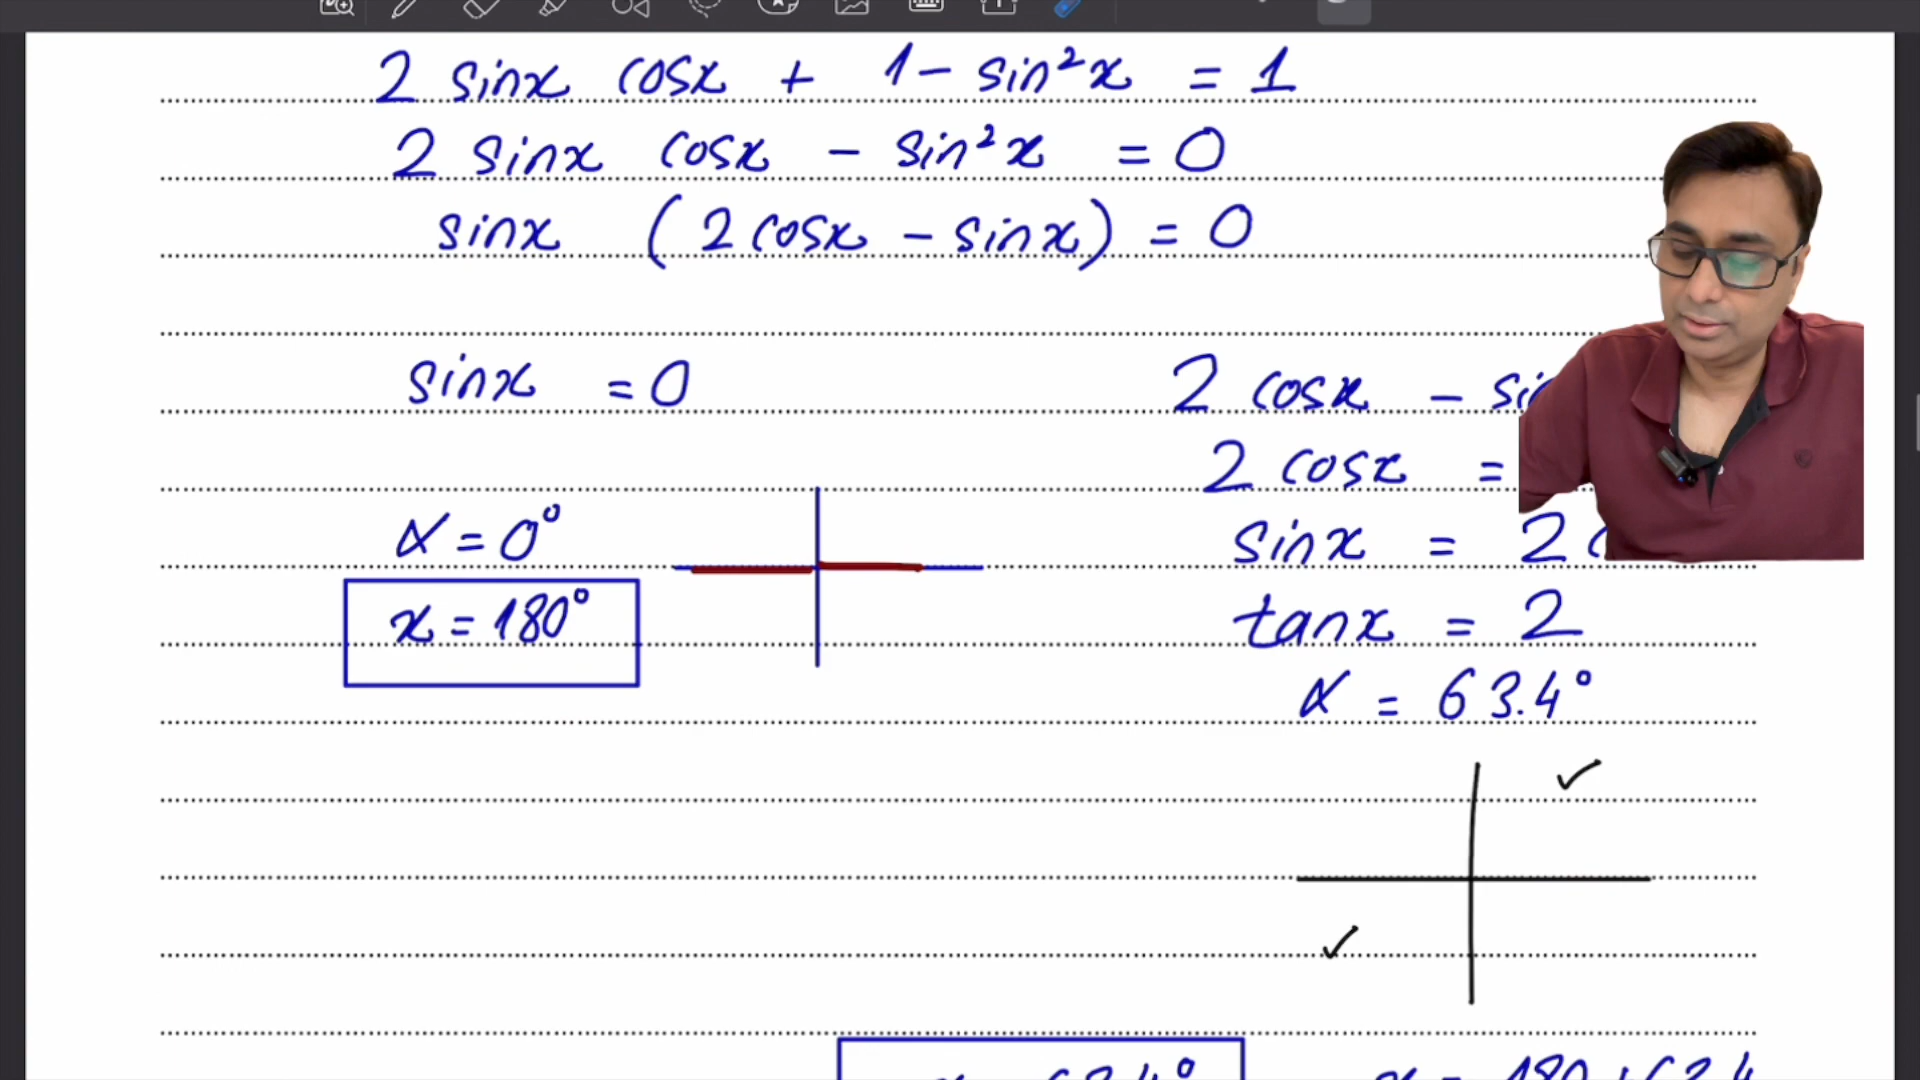 2 sinx cosx + 1 - sin²x = 1
2 sinx cosx - sin²x = 0
sinx (2 cosx - sinx) = 0
sinx = 0
α = 0°
x = 180°
2 cosx -
2 cosx =
sinx = 2
tanx = 2
α = 63.4°